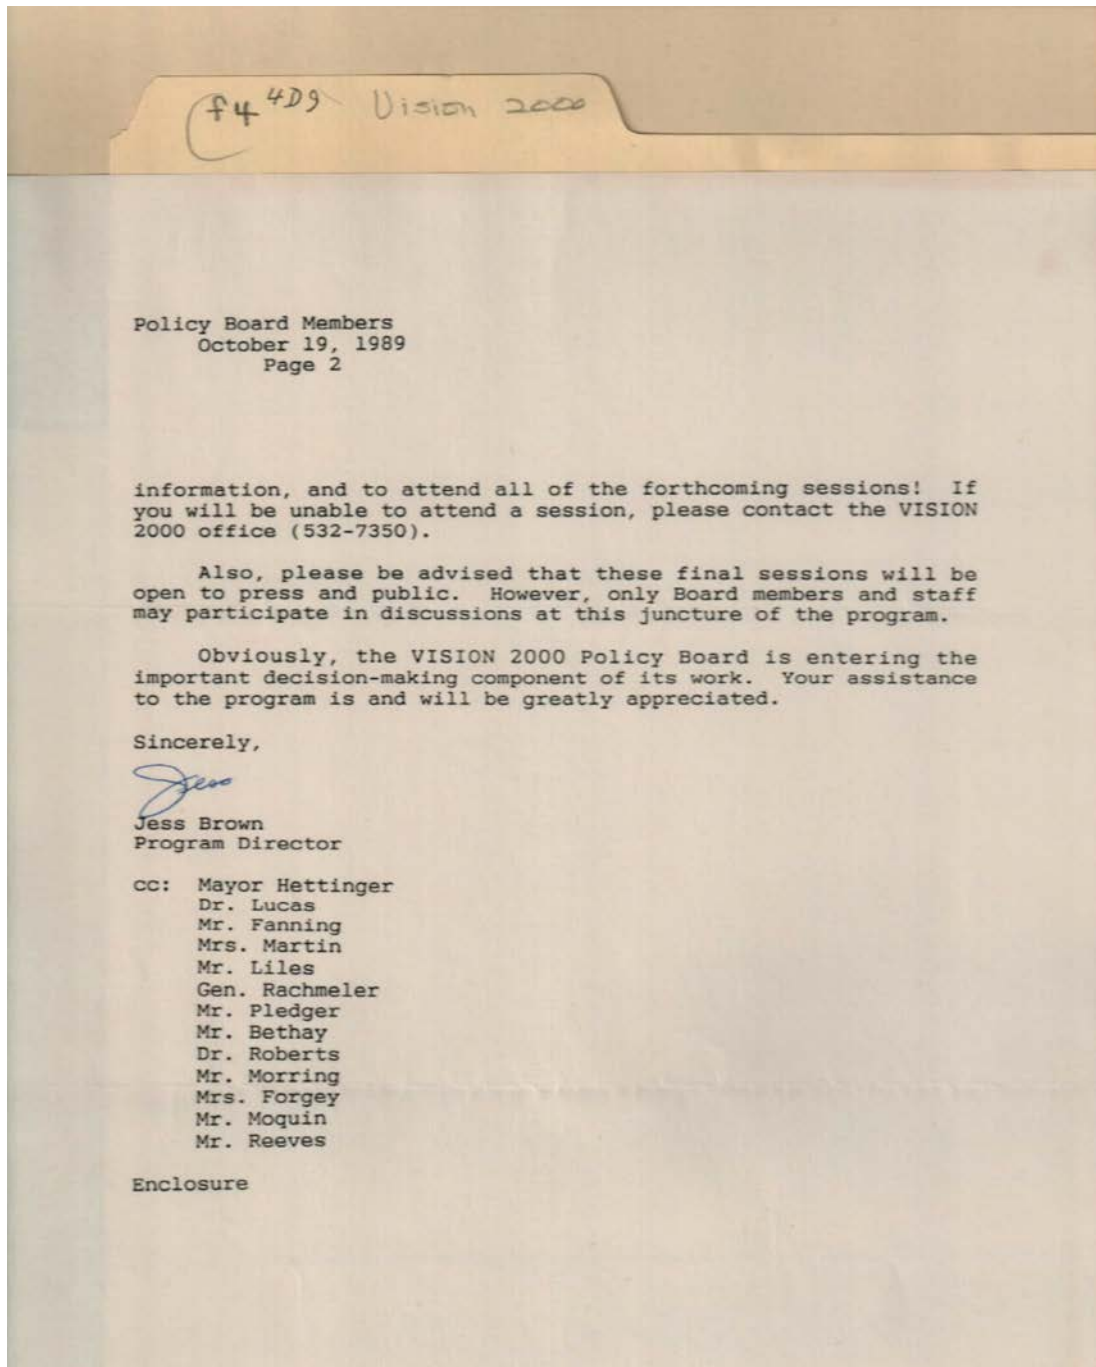 f4 4D9 Vision 2000
Policy Board Members
October 19, 1989
Page 2
information, and to attend all of the forthcoming sessions! If
you will be unable to attend a session, please contact the VISION
2000 office (532-7350).
Also, please be advised that these final sessions will be
open to press and public. However, only Board members and staff
may participate in discussions at this juncture of the program.
Obviously, the VISION 2000 Policy Board is entering the
important decision-making component of its work. Your assistance
to the program is and will be greatly appreciated.
Sincerely,
Jess
Jess Brown
Program Director
cc: Mayor Hettinger
Dr. Lucas
Mr. Fanning
Mrs. Martin
Mr. Liles
Gen. Rachmeler
Mr. Pledger
Mr. Bethay
Dr. Roberts
Mr. Morring
Mrs. Forgey
Mr. Moquin
Mr. Reeves
Enclosure